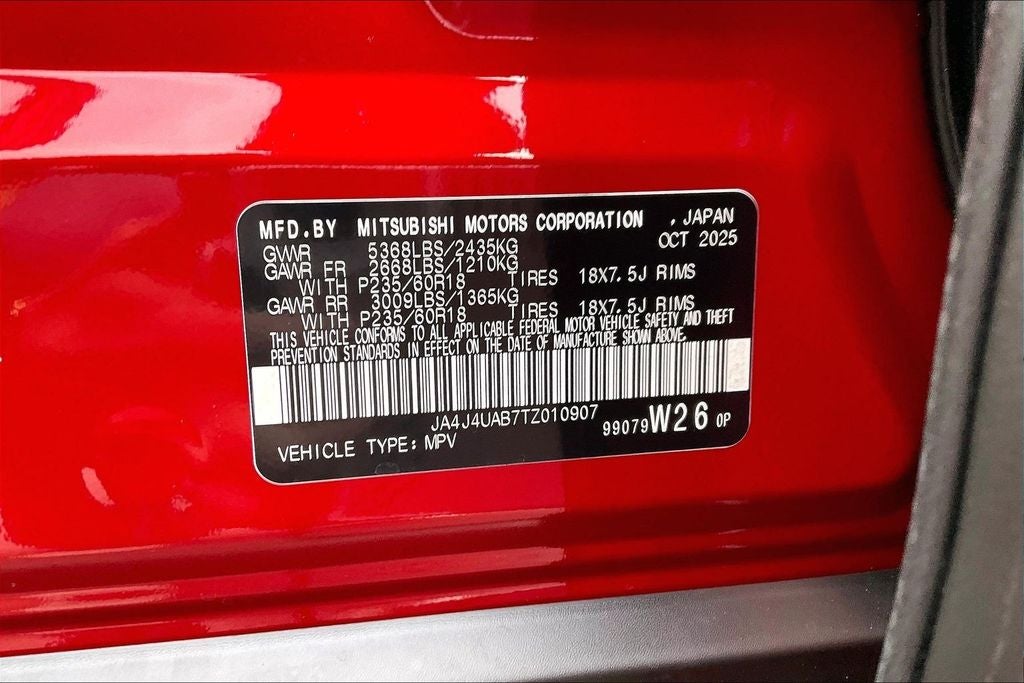 MFD.BY MITSUBISHI MOTORS CORPORATION , JAPAN
OCT 2025
GVWR 5368LBS/2435KG
GAWR FR 2668LBS/1210KG
WITH P235/60R18 TIRES 18X7.5J RIMS
GAWR RR 3009LBS/1365KG
WITH P235/60R18 TIRES 18X7.5J RIMS
THIS VEHICLE CONFORMS TO ALL APPLICABLE FEDERAL MOTOR VEHICLE SAFETY AND THEFT
PREVENTION STANDARDS IN EFFECT ON THE DATE OF MANUFACTURE SHOWN ABOVE.
JA4J4UAB7TZ010907
99079W26 0P
VEHICLE TYPE: MPV